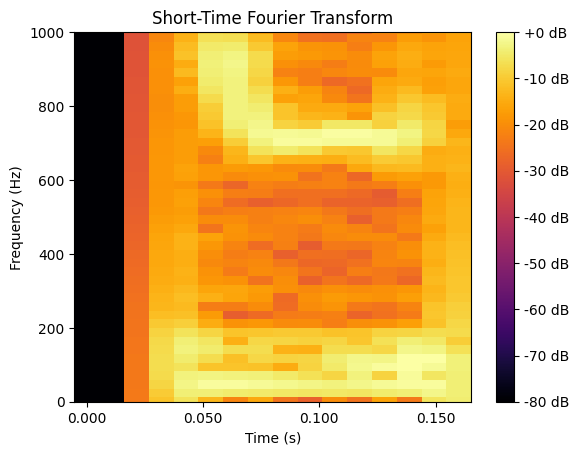 Short-Time Fourier Transform
Frequency (Hz)
1000
800
600
400
200
0
0.000
0.050
0.100
0.150
Time (s)
+0 dB
-10 dB
-20 dB
-30 dB
-40 dB
-50 dB
-60 dB
-70 dB
-80 dB